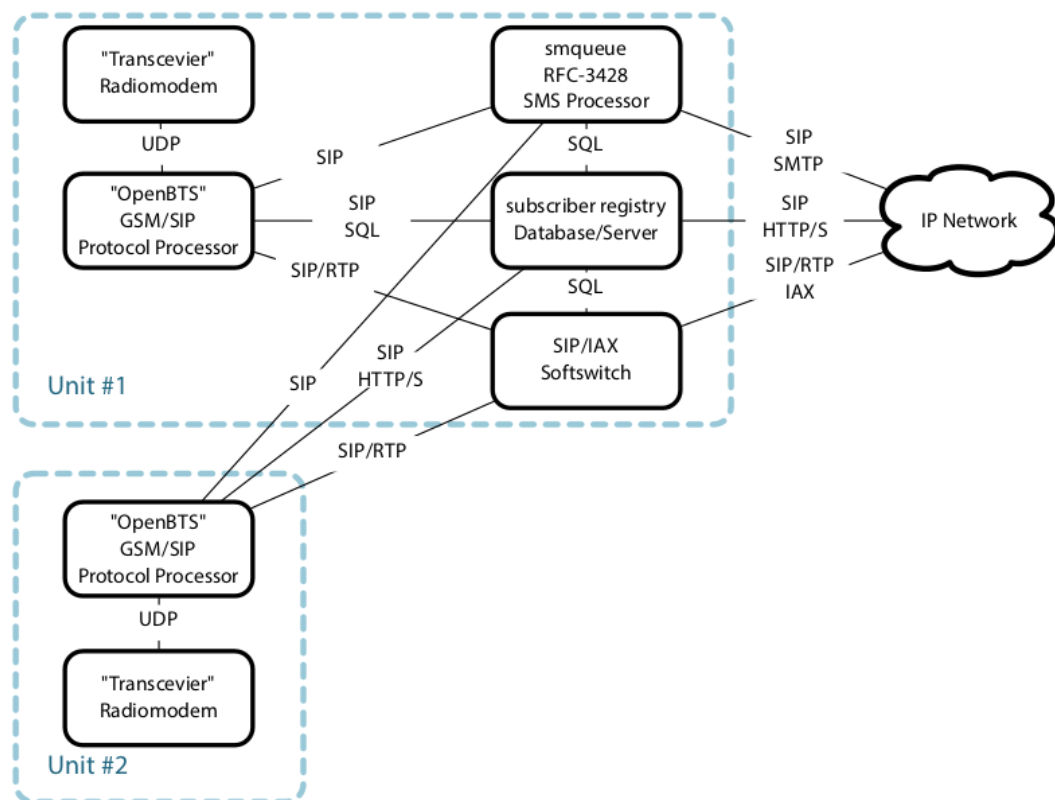 "Transcevier"
Radiomodem
UDP
"OpenBTS"
GSM/SIP
Protocol Processor
SIP
SIP
SQL
SIP/RTP
smqueue
RFC-3428
SMS Processor
SQL
subscriber registry
Database/Server
SQL
SIP/IAX
Softswitch
SIP
SMTP
SIP
HTTP/S
SIP/RTP
IAX
IP Network
Unit #1
SIP
SIP
HTTP/S
SIP/RTP
"OpenBTS"
GSM/SIP
Protocol Processor
UDP
"Transcevier"
Radiomodem
Unit #2